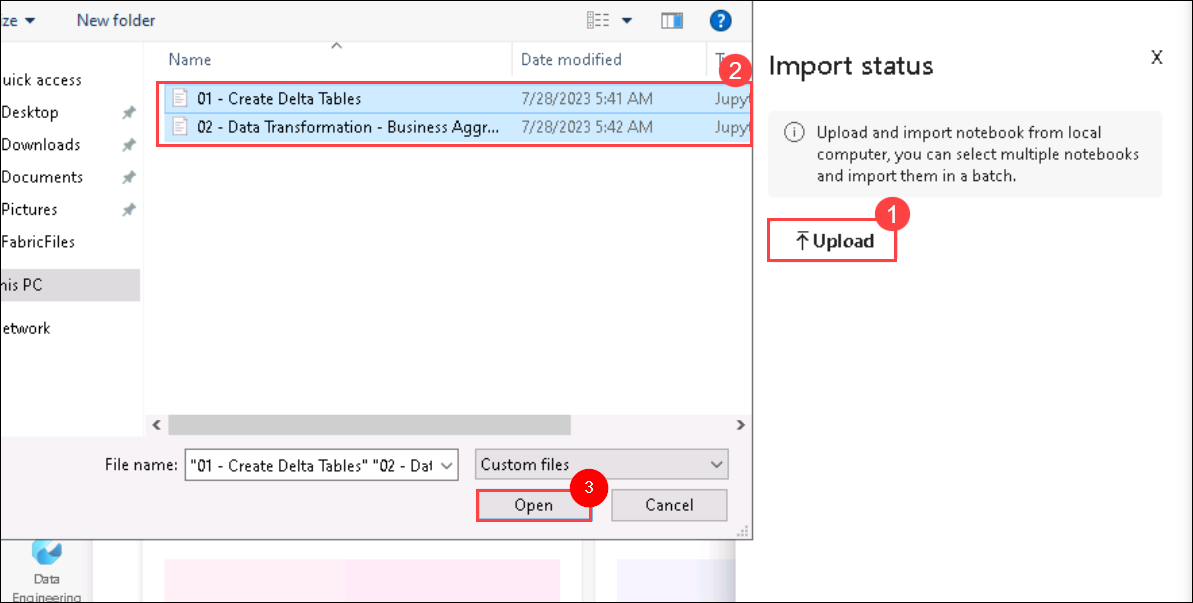 ze
New folder
?
Name
Date modified
T
2
01 - Create Delta Tables
7/28/2023 5:41 AM
Jupyt
02 - Data Transformation - Business Aggr...
7/28/2023 5:42 AM
Jupyt
uick access
Desktop
Downloads
Documents
Pictures
FabricFiles
his PC
etwork
File name:
"01 - Create Delta Tables" "02 - Dat
Custom files
3
Open
Cancel
Data
Engineering
Import status
X
Upload and import notebook from local
computer, you can select multiple notebooks
and import them in a batch.
1
Upload